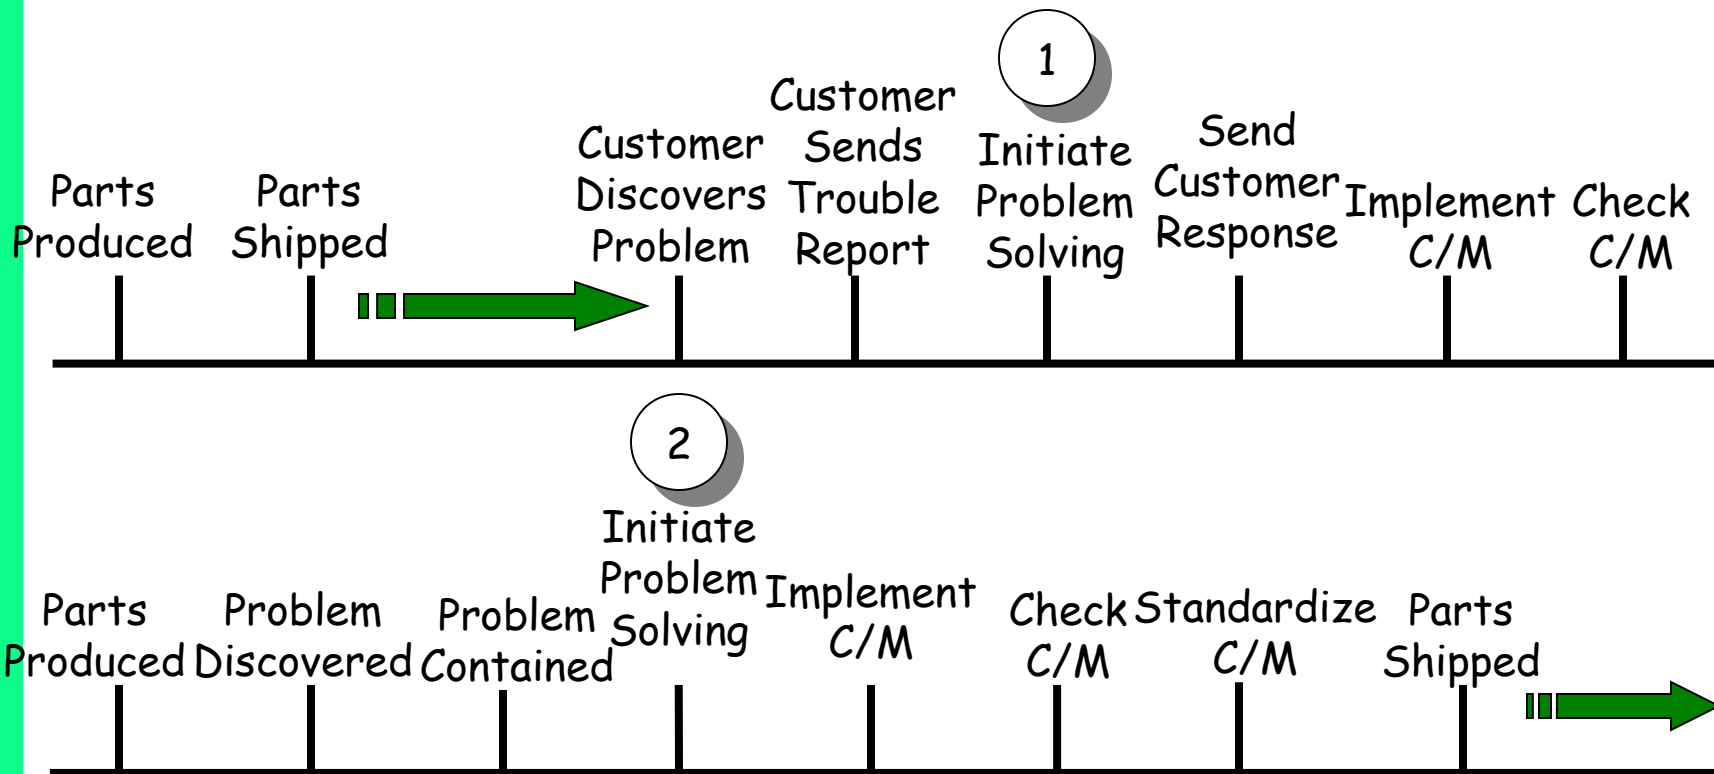 1
Customer
Sends
Trouble
Report
Customer
Discovers
Problem
Initiate
Problem
Solving
Send
Customer
Response
Parts
Produced
Parts
Shipped
Implement
C/M
Check
C/M
2
Initiate
Problem
Solving
Parts
Produced
Problem
Discovered
Problem
Contained
Implement
C/M
Check
C/M
Standardize
C/M
Parts
Shipped